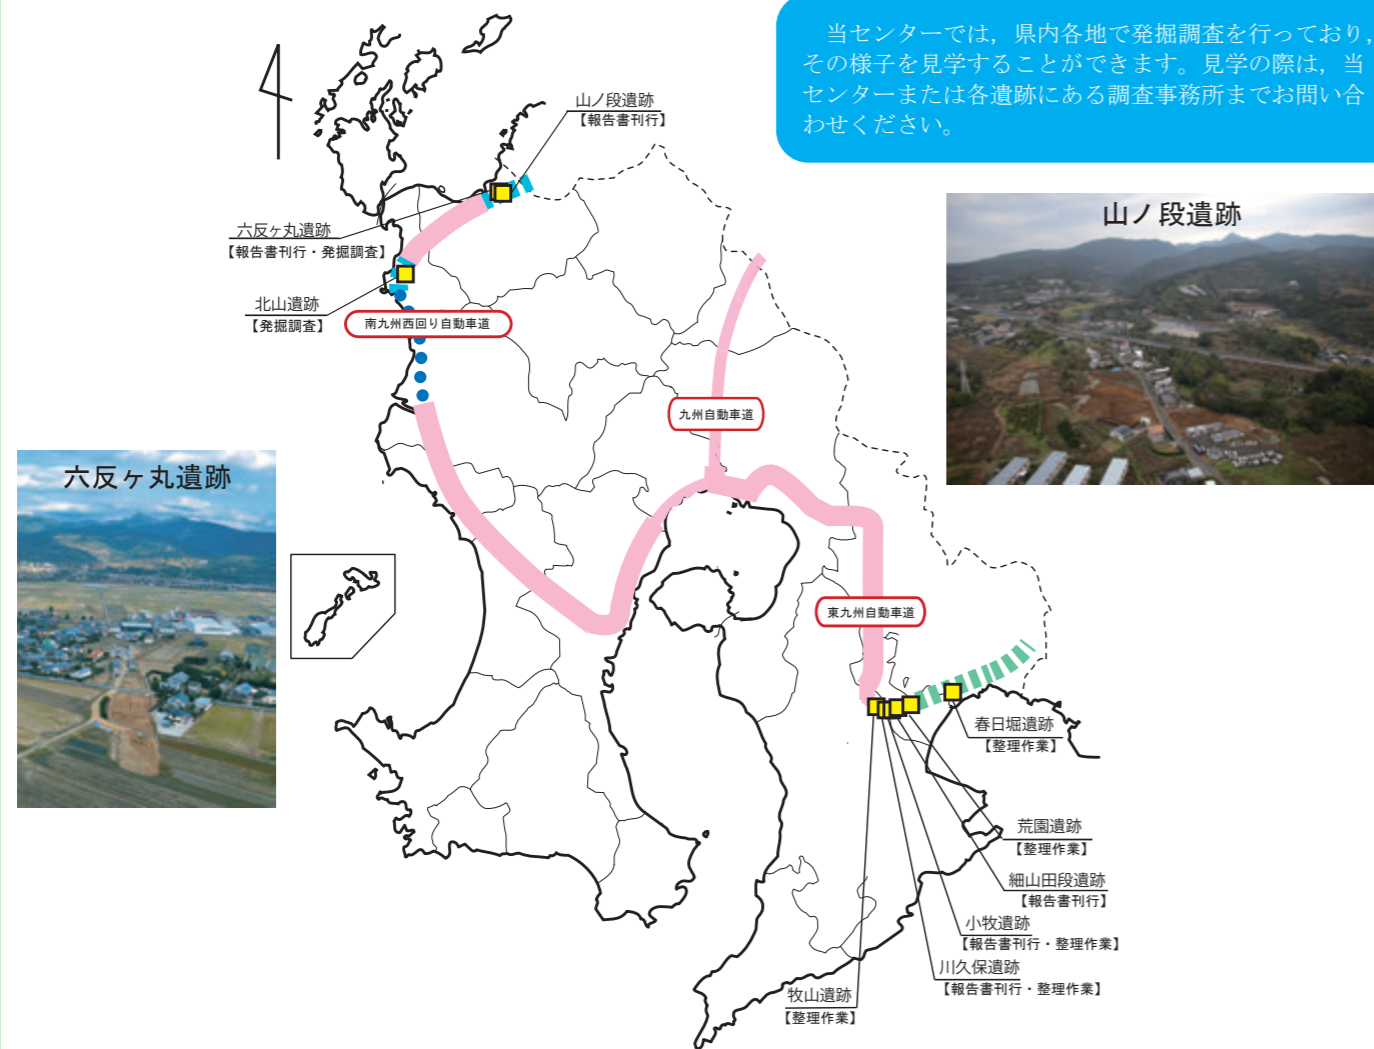 当センターでは，県内各地で発掘調査を行っており，
その様子を見学することができます。見学の際は，当
センターまたは各遺跡にある調査事務所までお問い合
わせください。
山ノ段遺跡
【報告書刊行】
六反ヶ丸遺跡
【報告書刊行・発掘調査】
北山遺跡
【発掘調査】
南九州西回り自動車道
山ノ段遺跡
九州自動車道
六反ヶ丸遺跡
東九州自動車道
春日堀遺跡
【整理作業】
荒園遺跡
【整理作業】
細山田段遺跡
【報告書刊行】
小牧遺跡
【報告書刊行・整理作業】
川久保遺跡
【報告書刊行・整理作業】
牧山遺跡
【整理作業】